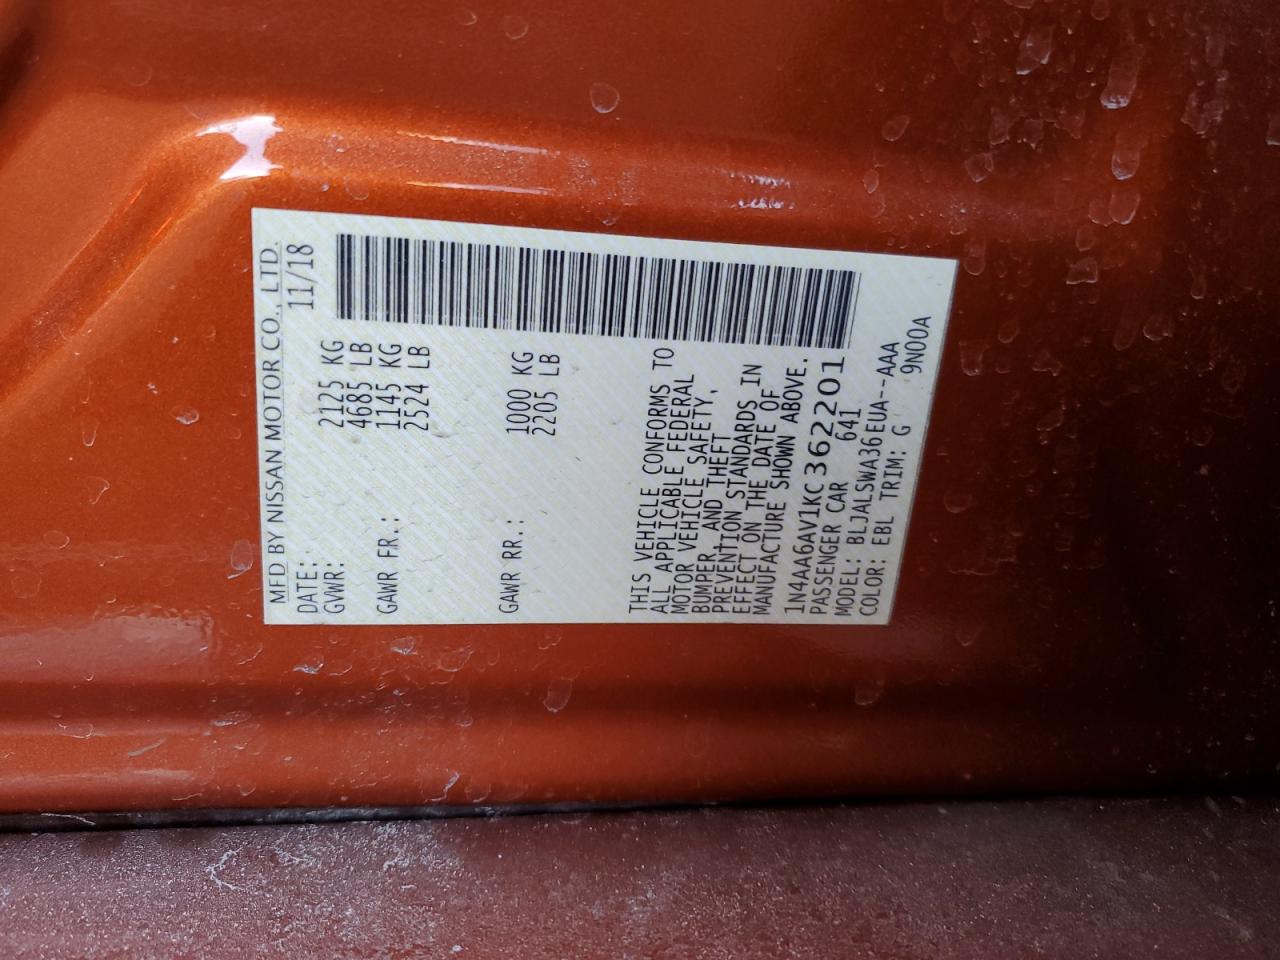 MFD BY NISSAN MOTOR CO., LTD.
DATE: 11/18
GVWR: 2125 KG
4685 LB
GAWR FR.: 1145 KG
2524 LB
GAWR RR.: 1000 KG
2205 LB
THIS VEHICLE CONFORMS TO
ALL APPLICABLE FEDERAL
MOTOR VEHICLE SAFETY,
BUMPER, AND THEFT
PREVENTION STANDARDS IN
EFFECT ON THE DATE OF
MANUFACTURE SHOWN ABOVE.
1N4AA6AV1KC362201
PASSENGER CAR 641
MODEL: BLJALSWA36EUA--AAA
COLOR: EBL TRIM: G 9N00A